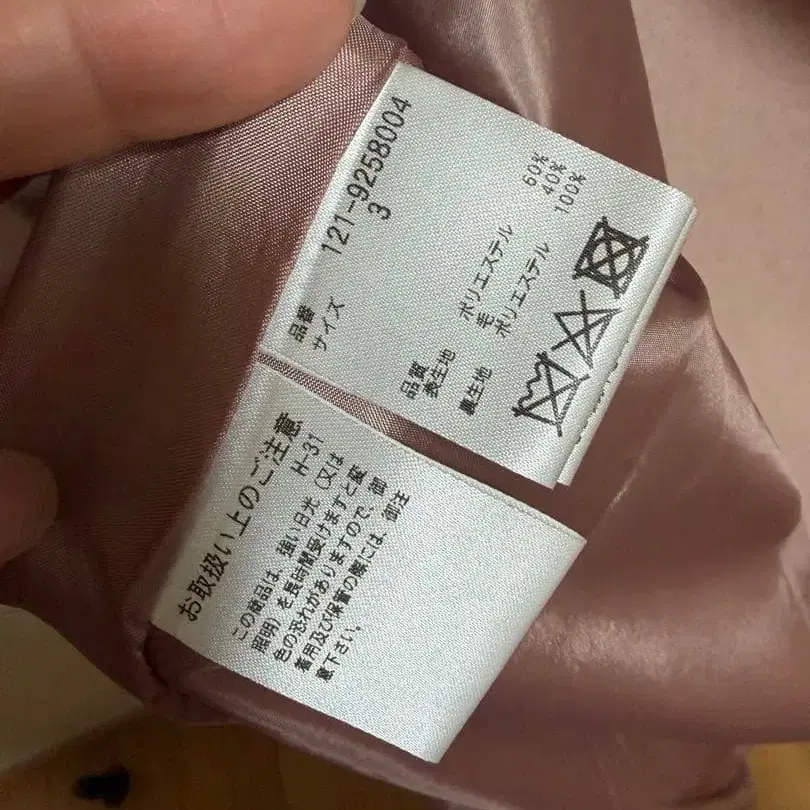 品番 121-9258004
サイズ 3
品質
表生地 ポリエステル 60%
毛 40%
裏生地 ポリエステル 100%
お取扱い上のご注意
H-31
この商品は、強い日光(又は
照明)を長時間受けますと変
色の恐れがありますので、御
着用及び保管の際には、御注
意下さい。